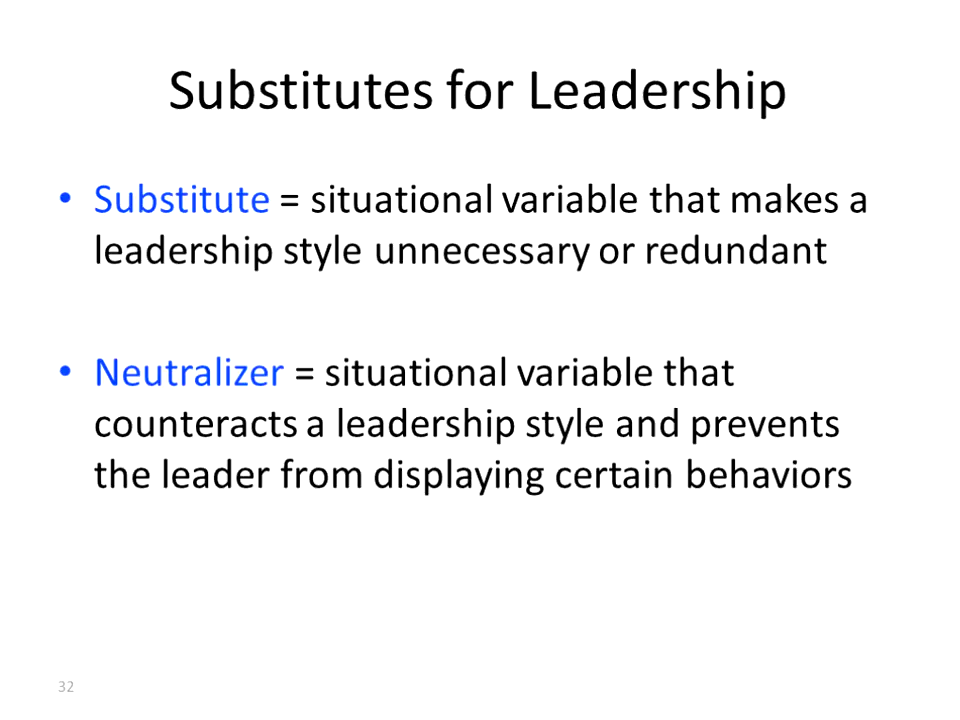 Substitutes for Leadership
• Substitute = situational variable that makes a
leadership style unnecessary or redundant
• Neutralizer = situational variable that
counteracts a leadership style and prevents
the leader from displaying certain behaviors
32